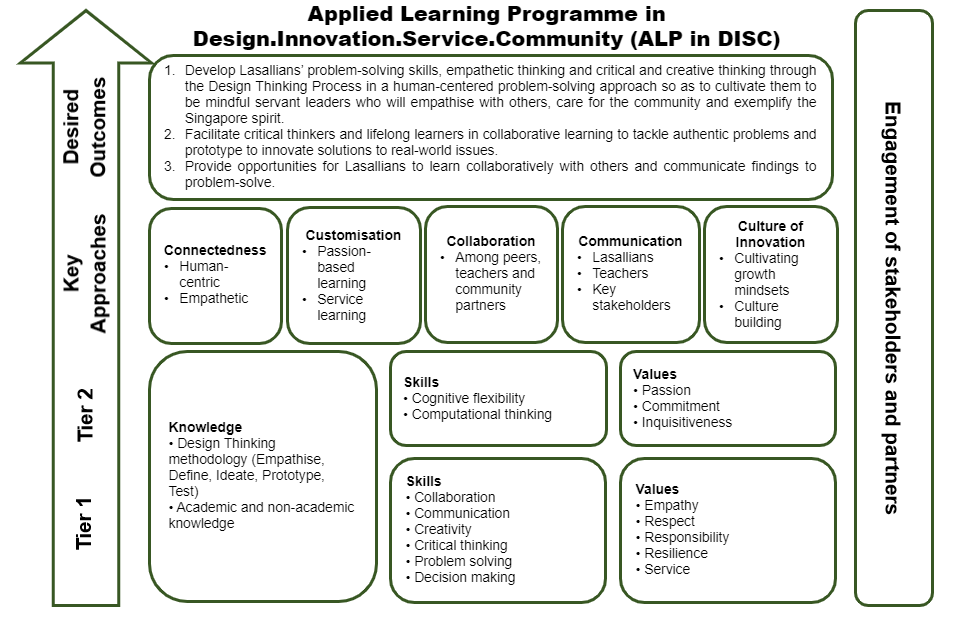 Applied Learning Programme in
Design.Innovation.Service.Community (ALP in DISC)
Desired
Outcomes
1. Develop Lasallians’ problem-solving skills, empathetic thinking and critical and creative thinking through
the Design Thinking Process in a human-centered problem-solving approach so as to cultivate them to
be mindful servant leaders who will empathise with others, care for the community and exemplify the
Singapore spirit.
2. Facilitate critical thinkers and lifelong learners in collaborative learning to tackle authentic problems and
prototype to innovate solutions to real-world issues.
3. Provide opportunities for Lasallians to learn collaboratively with others and communicate findings to
problem-solve.
Key
Approaches
Connectedness
• Human-
centric
• Empathetic
Customisation
• Passion-
based
learning
• Service
learning
Collaboration
• Among peers,
teachers and
community
partners
Communication
• Lasallians
• Teachers
• Key
stakeholders
Culture of
Innovation
• Cultivating
growth
mindsets
• Culture
building
Tier 2
Tier 1
Knowledge
• Design Thinking
methodology (Empathise,
Define, Ideate, Prototype,
Test)
• Academic and non-academic
knowledge
Skills
• Cognitive flexibility
• Computational thinking
Values
• Passion
• Commitment
• Inquisitiveness
Skills
• Collaboration
• Communication
• Creativity
• Critical thinking
• Problem solving
• Decision making
Values
• Empathy
• Respect
• Responsibility
• Resilience
• Service
Engagement of stakeholders and partners